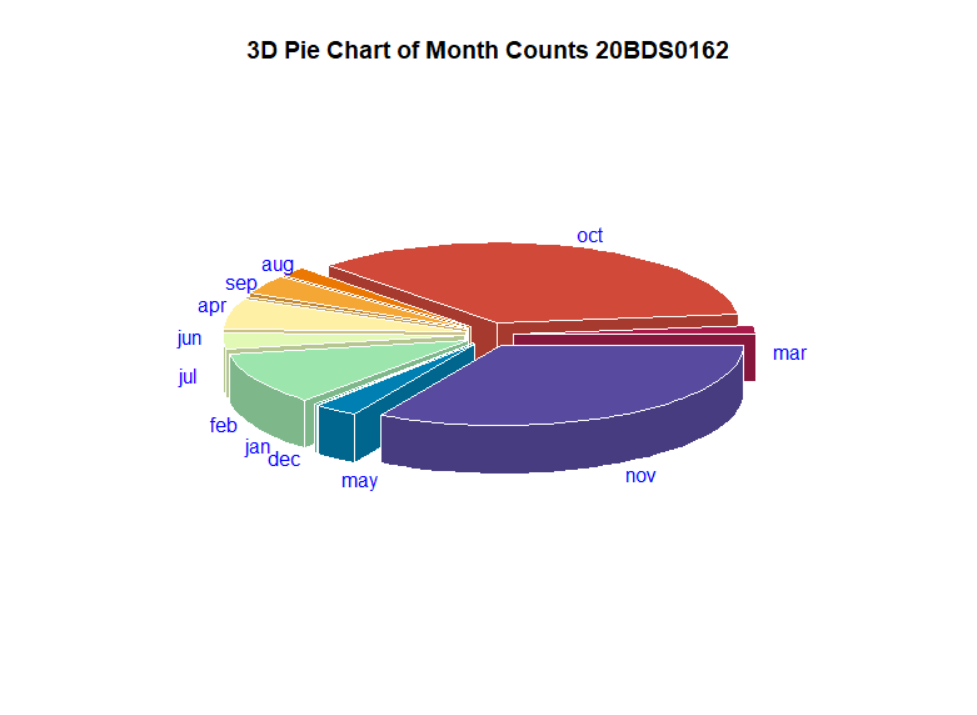 3D Pie Chart of Month Counts 20BDS0162
oct
aug
sep
apr
jun
mar
jul
feb
jan
dec
may
nov